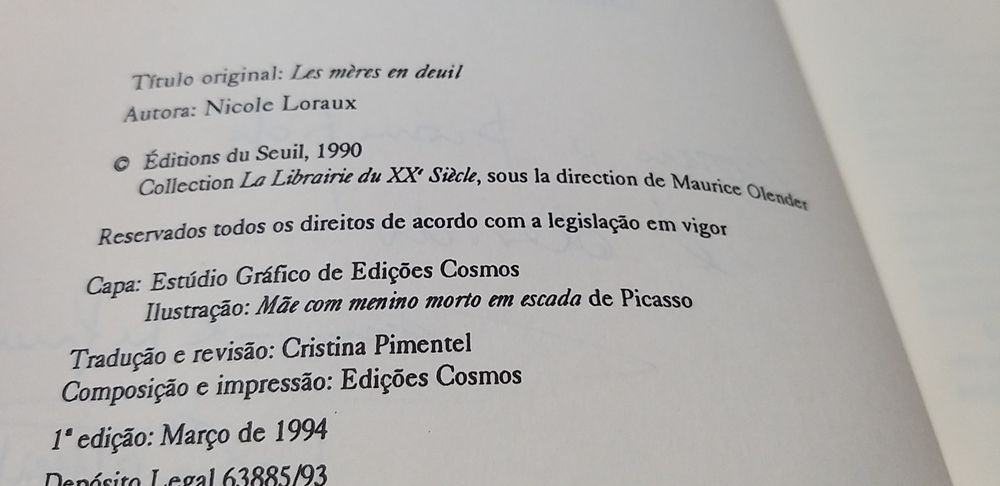 Título original: Les mères en deuil
Autora: Nicole Loraux
© Éditions du Seuil, 1990
Collection La Librairie du XXᵉ Siècle, sous la direction de Maurice Olender
Reservados todos os direitos de acordo com a legislação em vigor
Capa: Estúdio Gráfico de Edições Cosmos
Ilustração: Mãe com menino morto em escada de Picasso
Tradução e revisão: Cristina Pimentel
Composição e impressão: Edições Cosmos
1ª edição: Março de 1994
Depósito Legal 63885/93